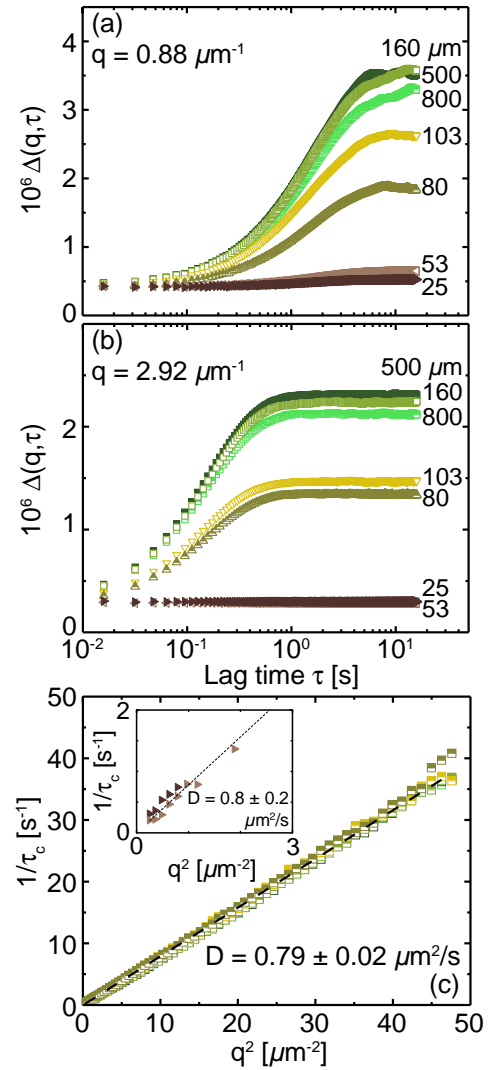 (a)
q = 0.88 µm-1
160 µm
500
800
103
80
53
25
6
4
2
0
10⁶ Δ(q,τ)
(b)
q = 2.92 µm-1
500 µm
160
800
103
80
25
53
2
1
0
10⁶ Δ(q,τ)
10-2 10-1 10⁰ 10¹
Lag time τ [s]
50
40
30
20
10
0
1/τc [s-1]
2
1
0
1/τc [s-1]
D = 0.8 ± 0.2
µm²/s
0 3
q² [µm-2]
D = 0.79 ± 0.02 µm²/s
(c)
0 10 20 30 40 50
q² [µm-2]